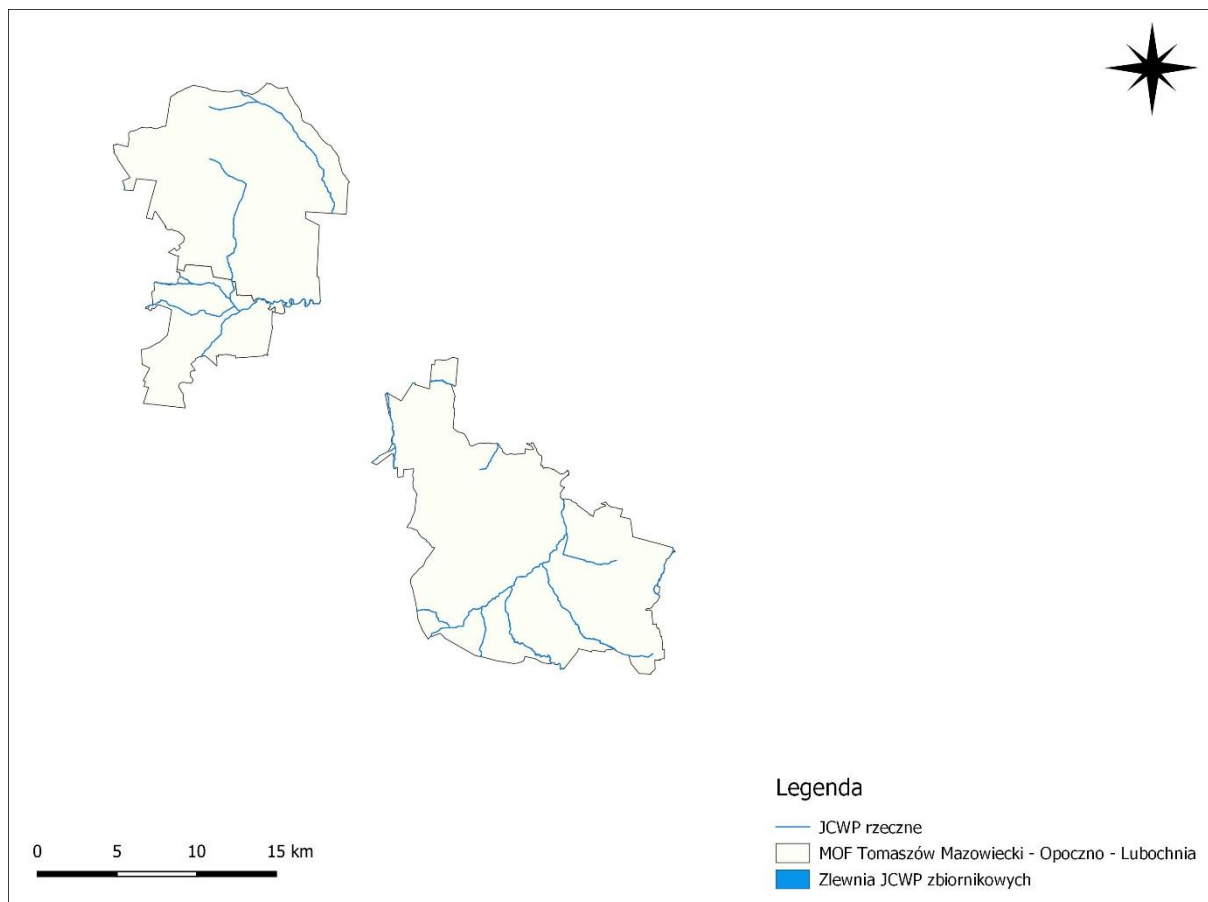 Legenda
JCWP rzeczne
MOF Tomaszów Mazowiecki - Opoczno - Lubochnia
Zlewnia JCWP zbiornikowych
0 5 10 15 km